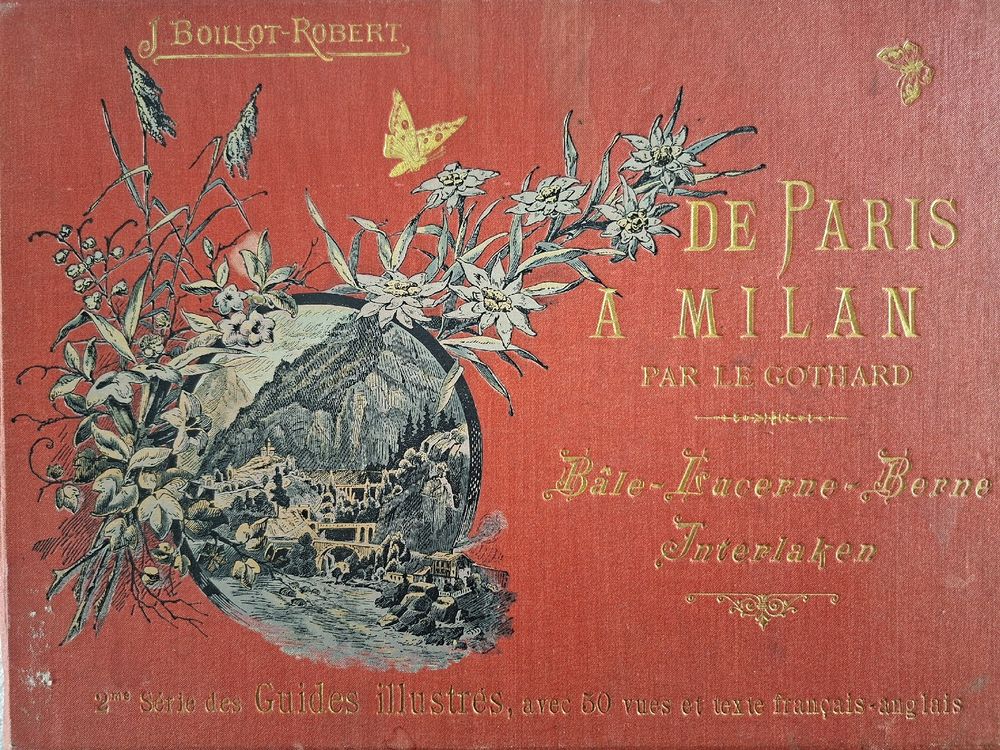 J BOILLOT-ROBERT
DE PARIS
A MILAN
PAR LE GOTHARD
Bâle-Lucerne-Berne
Interlaken
2me Série des Guides illustrés, avec 50 vues et texte français-anglais